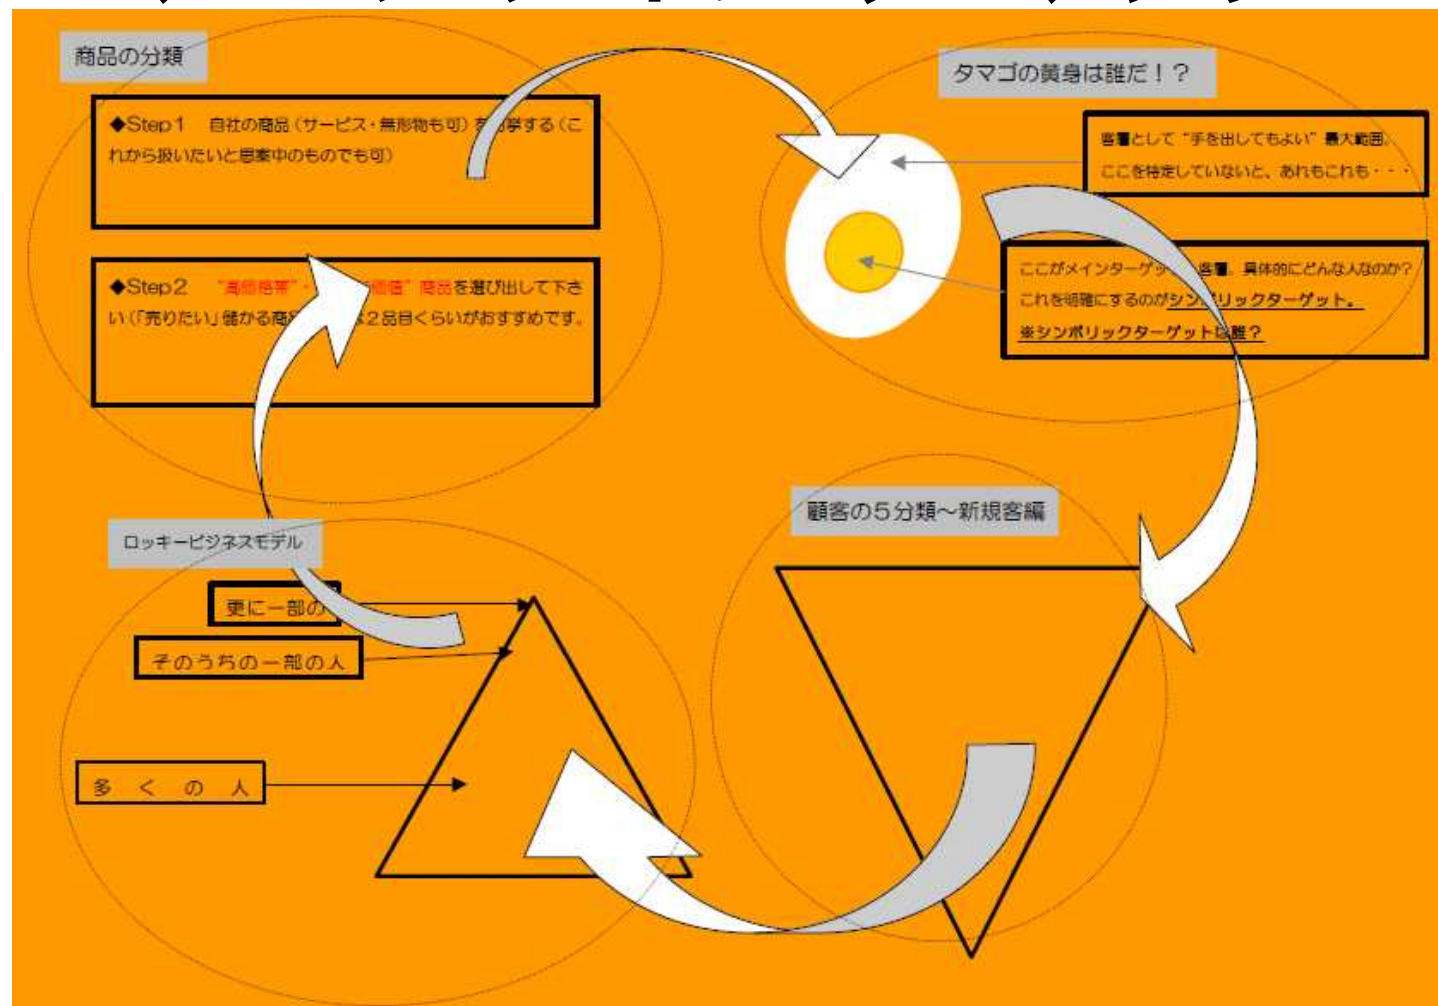 商品の分類
◆Step1 自社の商品（サービス・無形物も可）を 挙する（こ
れから扱いたいと思案中のものでも可）
◆Step2 “高価格帯”・ 価値”商品を選び出して下さ
い（「売りたい」儲かる商品 ２品目くらいがおすすめです。
タマゴの黄身は誰だ！？
客層として“手を出してもよい”最大範囲。
ここを特定していないと、あれもこれも・・・
ここがメインターゲット 客層。具体的にどんな人なのか？
これを明確にするのがシンボリックターゲット。
※シンボリックターゲットは誰？
顧客の５分類～新規客編
ロッキービジネスモデル
更に一部の
そのうちの一部の人
多くの人